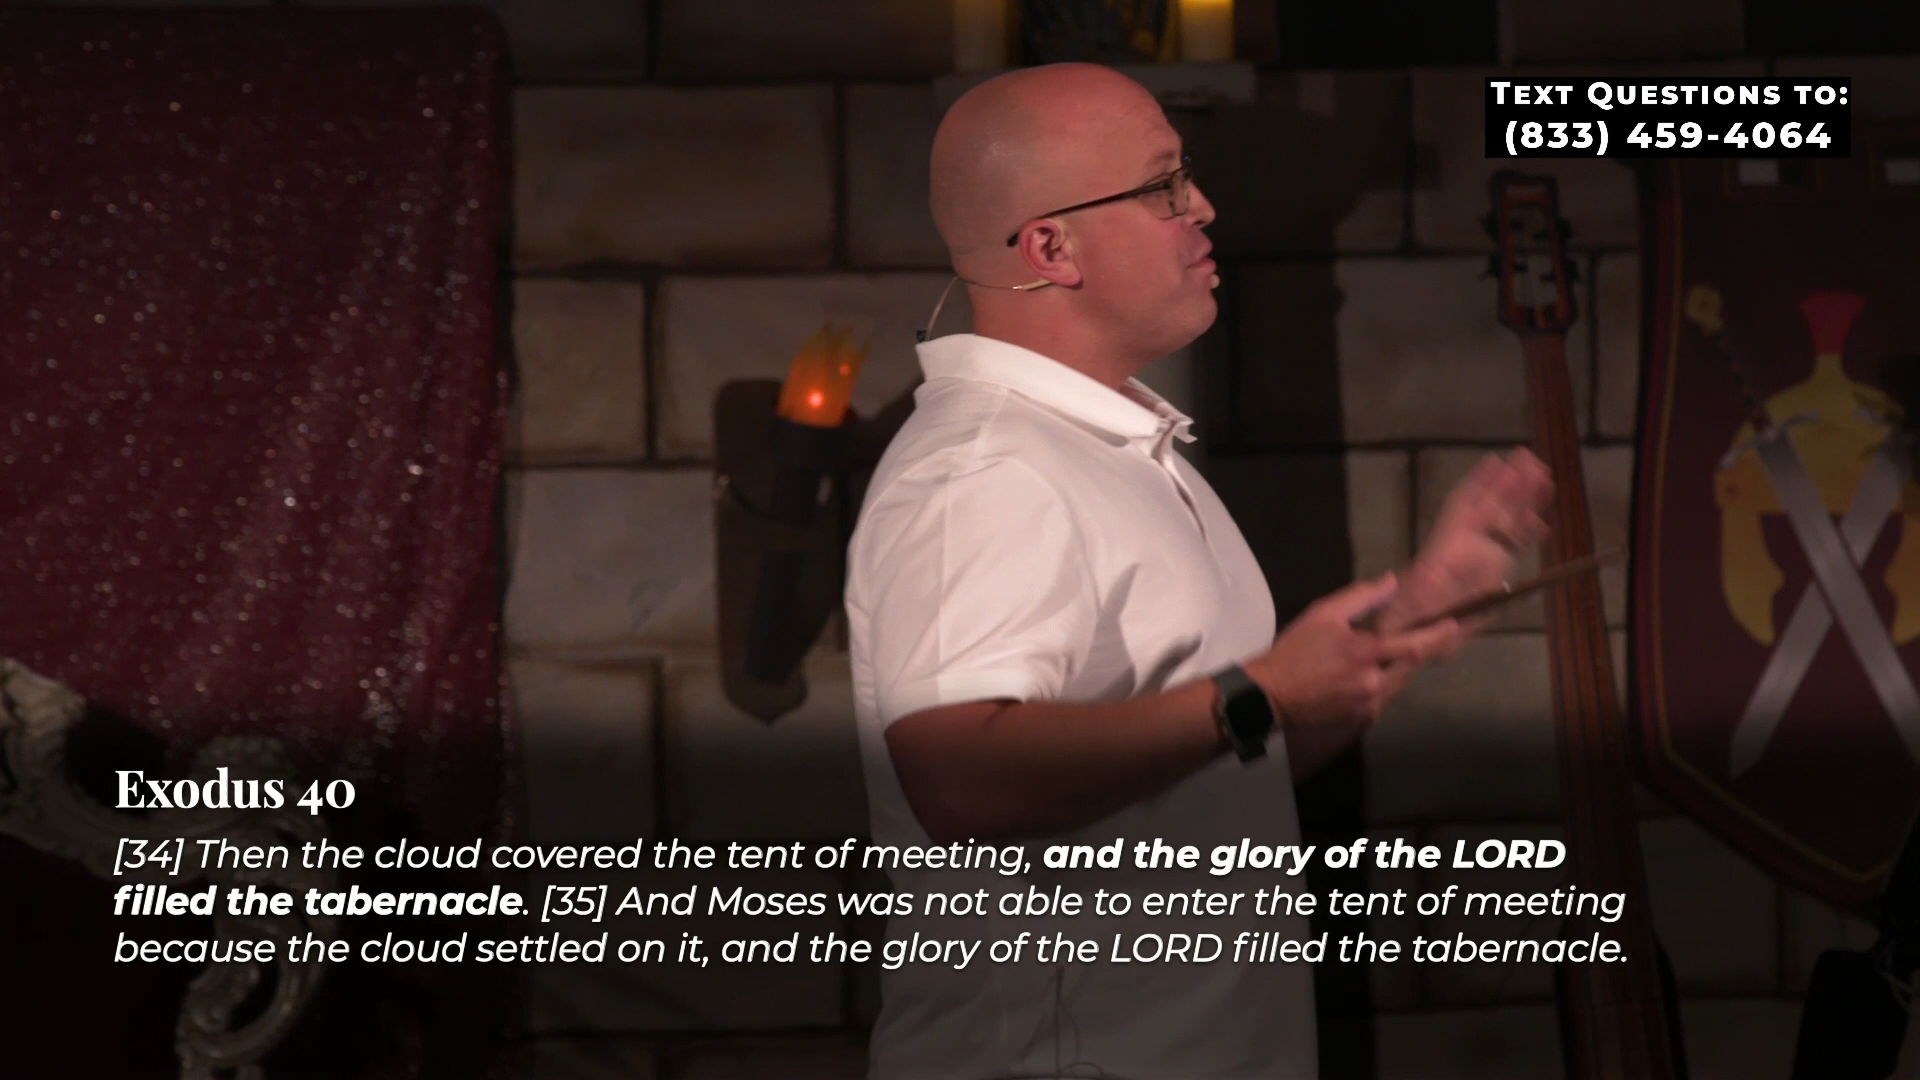 TEXT QUESTIONS TO:
(833) 459-4064
Exodus 40
[34] Then the cloud covered the tent of meeting, and the glory of the LORD
filled the tabernacle. [35] And Moses was not able to enter the tent of meeting
because the cloud settled on it, and the glory of the LORD filled the tabernacle.